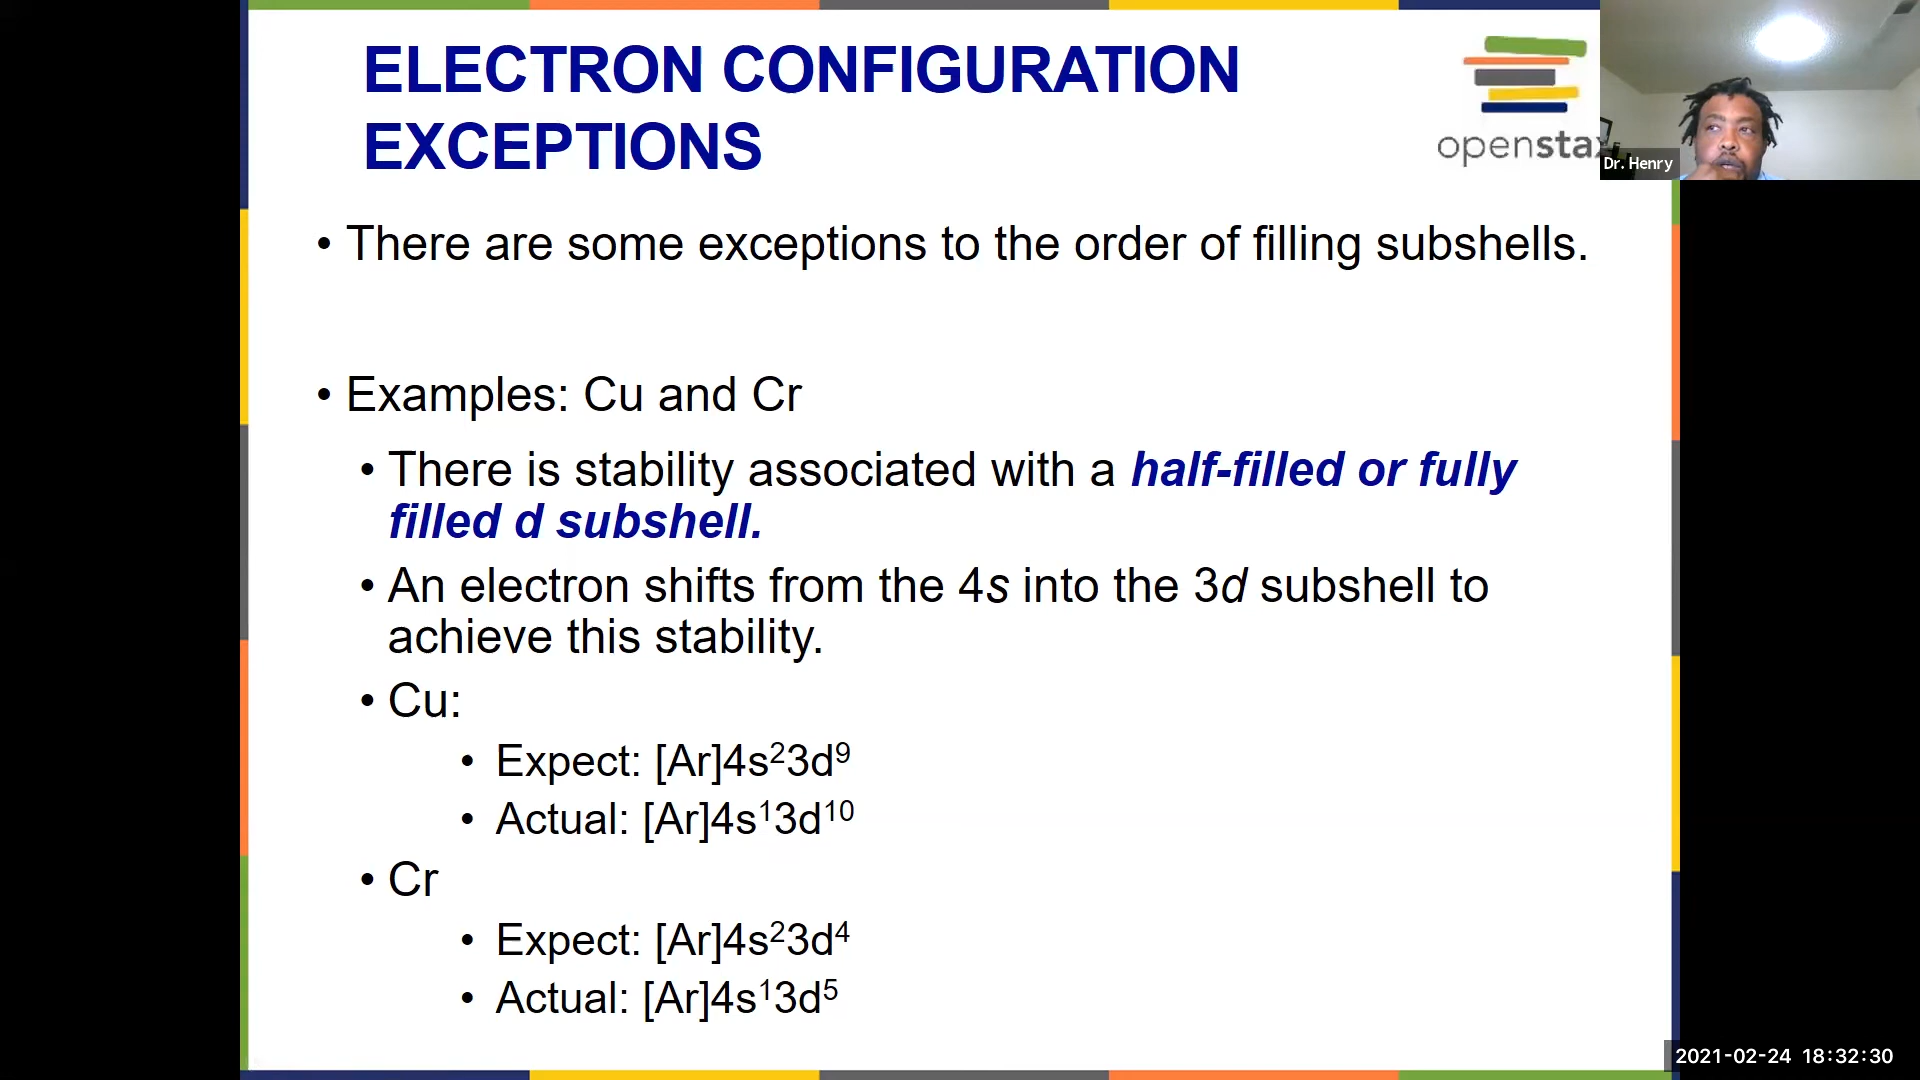 ELECTRON CONFIGURATION
EXCEPTIONS
openstax
Dr. Henry
• There are some exceptions to the order of filling subshells.
• Examples: Cu and Cr
• There is stability associated with a half-filled or fully
filled d subshell.
• An electron shifts from the 4s into the 3d subshell to
achieve this stability.
• Cu:
• Expect: [Ar]4s²3d⁹
• Actual: [Ar]4s¹3d¹⁰
• Cr
• Expect: [Ar]4s²3d⁴
• Actual: [Ar]4s¹3d⁵
2021-02-24 18:32:30